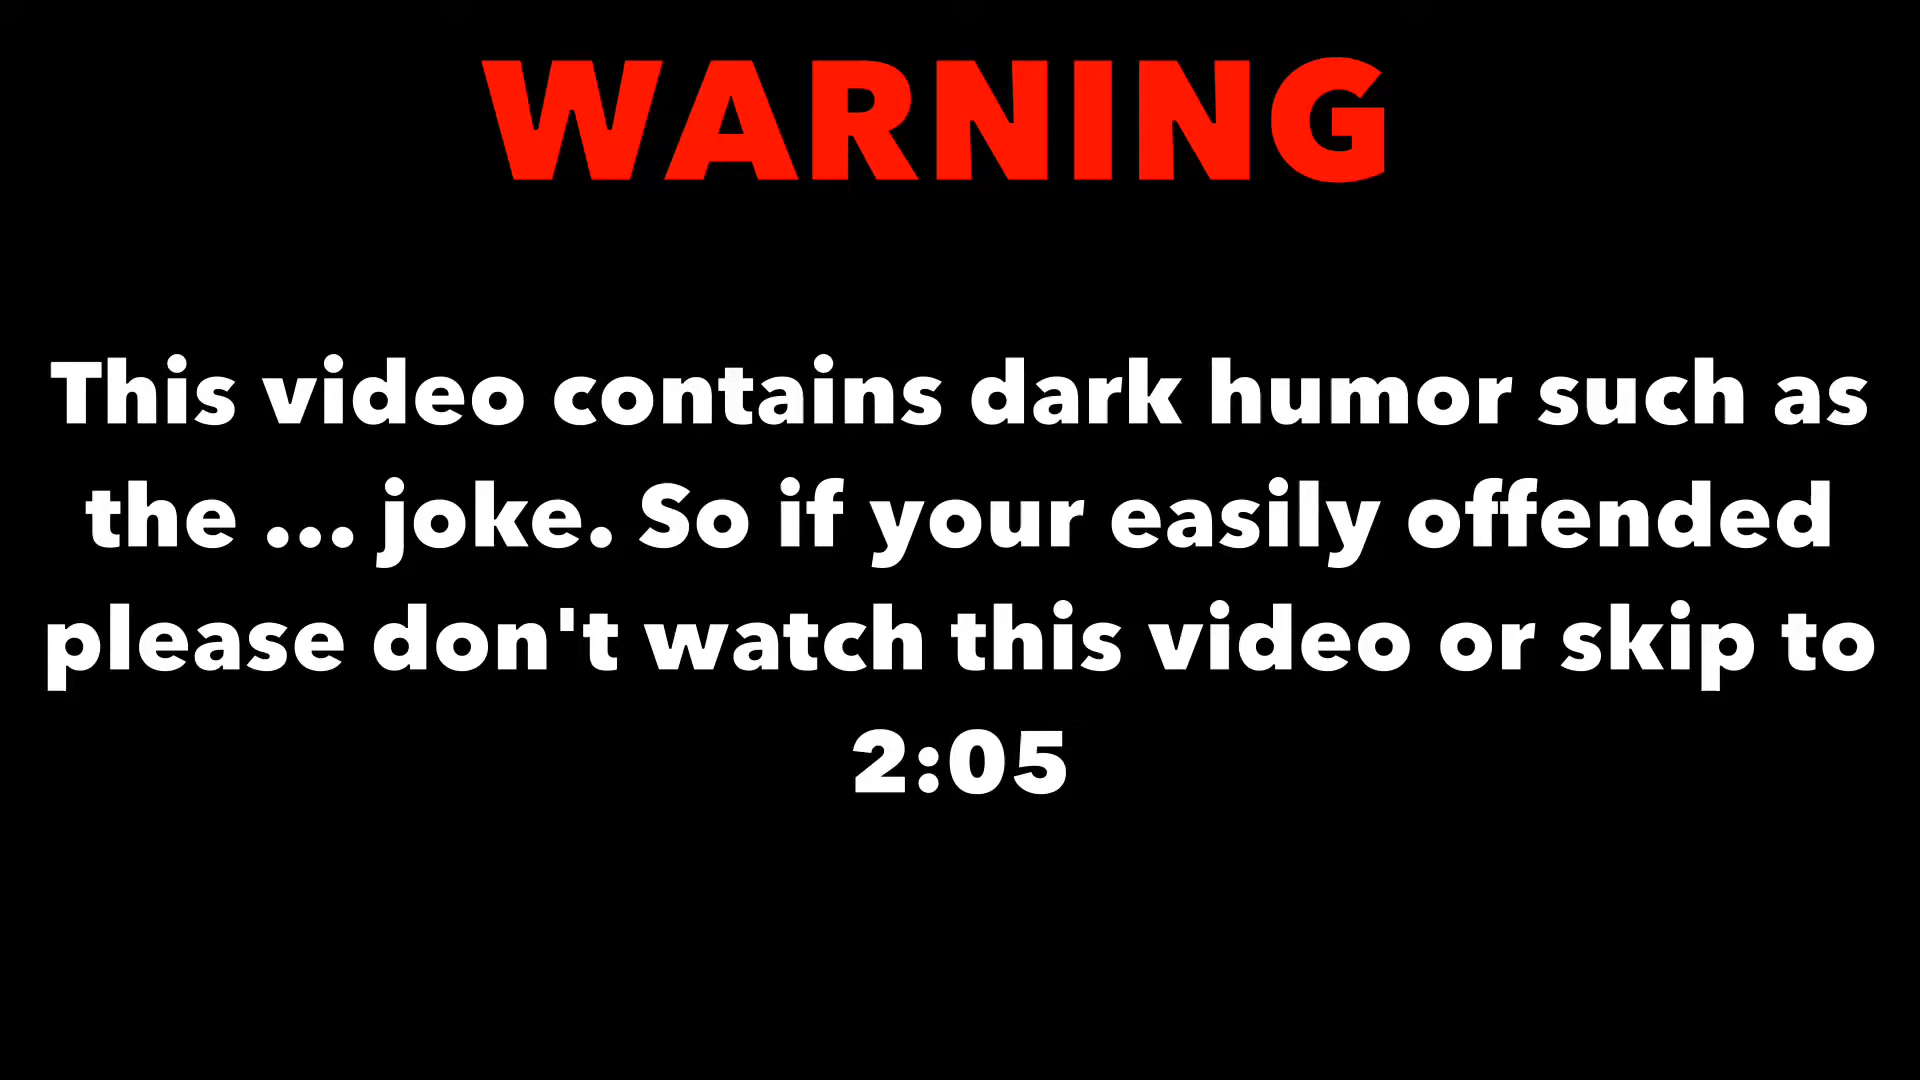 WARNING
This video contains dark humor such as
the ... joke. So if your easily offended
please don't watch this video or skip to
2:05